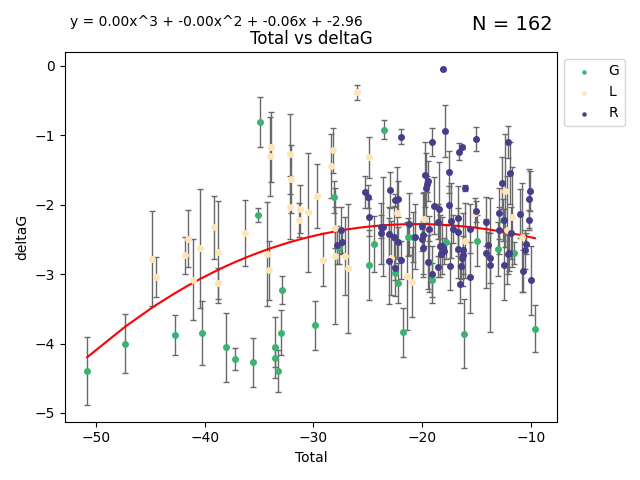 y = 0.00x^3 + -0.00x^2 + -0.06x + -2.96
N = 162
Total vs deltaG
G
L
R
0
−1
−2
−3
−4
−5
deltaG
−50 −40 −30 −20 −10
Total